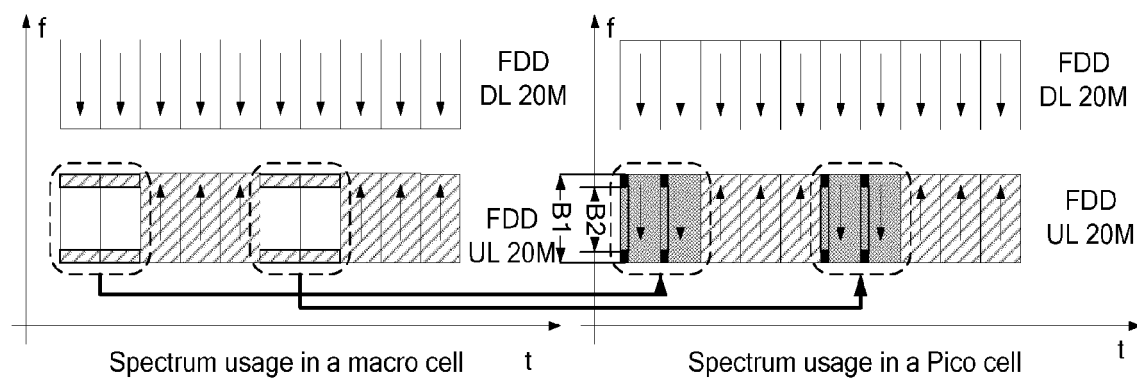 f
FDD
DL 20M
FDD
UL 20M
t
Spectrum usage in a macro cell
f
FDD
DL 20M
B1
B2
FDD
UL 20M
t
Spectrum usage in a Pico cell